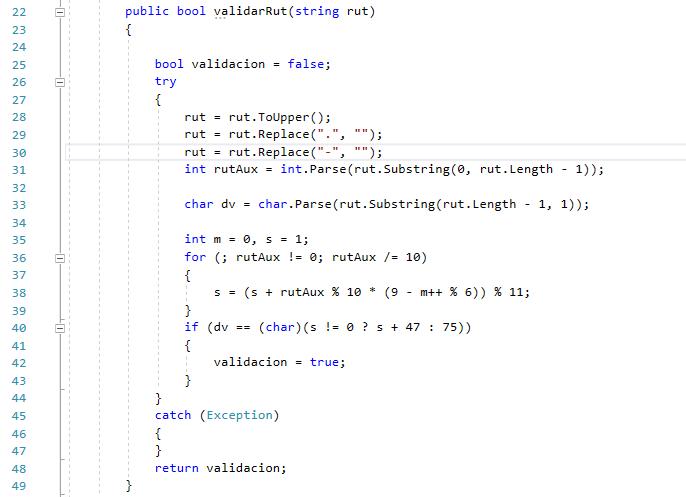 22 public bool validarRut(string rut)
23 {
24
25 bool validacion = false;
26 try
27 {
28 rut = rut.ToUpper();
29 rut = rut.Replace(".", "");
30 rut = rut.Replace("-", "");
31 int rutAux = int.Parse(rut.Substring(0, rut.Length - 1));
32
33 char dv = char.Parse(rut.Substring(rut.Length - 1, 1));
34
35 int m = 0, s = 1;
36 for (; rutAux != 0; rutAux /= 10)
37 {
38 s = (s + rutAux % 10 * (9 - m++ % 6)) % 11;
39 }
40 if (dv == (char)(s != 0 ? s + 47 : 75))
41 {
42 validacion = true;
43 }
44 }
45 catch (Exception)
46 {
47 }
48 return validacion;
49 }